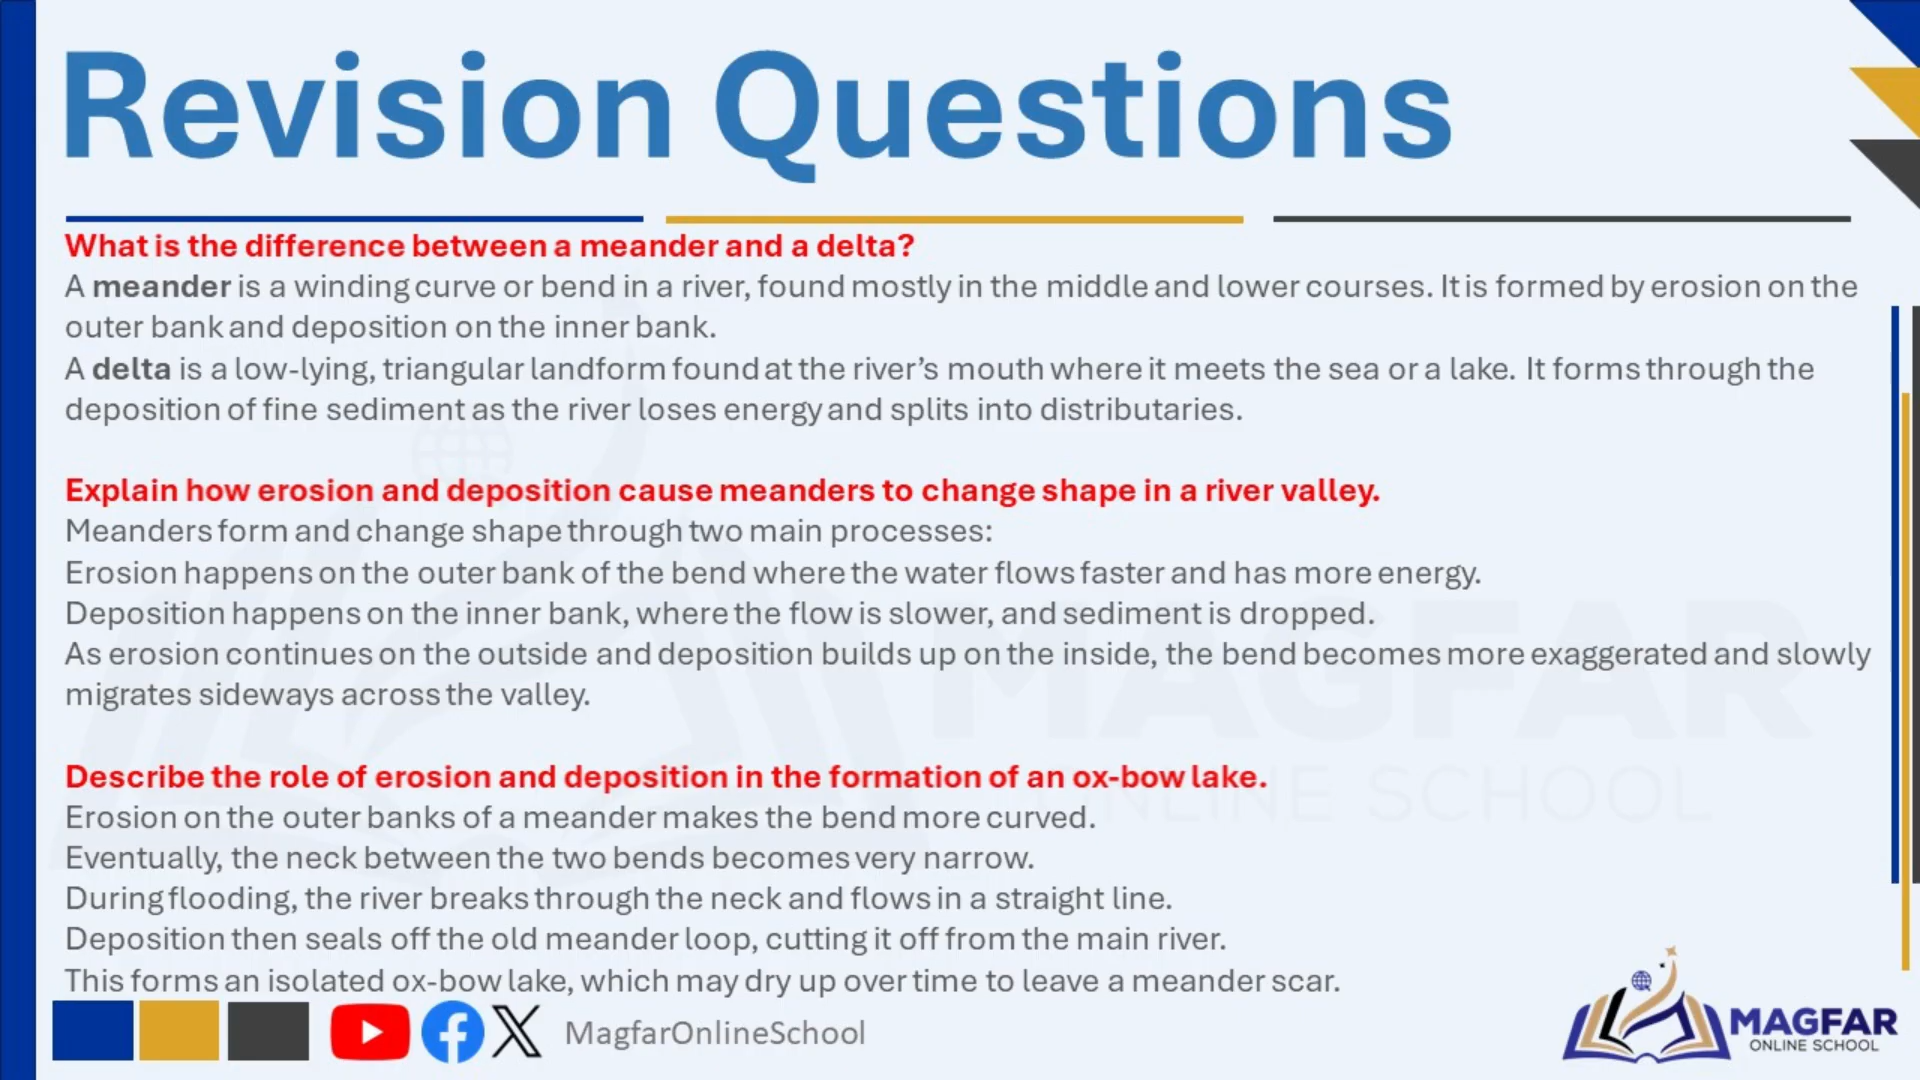 Revision Questions
What is the difference between a meander and a delta?
A meander is a winding curve or bend in a river, found mostly in the middle and lower courses. It is formed by erosion on the
outer bank and deposition on the inner bank.
A delta is a low-lying, triangular landform found at the river’s mouth where it meets the sea or a lake. It forms through the
deposition of fine sediment as the river loses energy and splits into distributaries.
Explain how erosion and deposition cause meanders to change shape in a river valley.
Meanders form and change shape through two main processes:
Erosion happens on the outer bank of the bend where the water flows faster and has more energy.
Deposition happens on the inner bank, where the flow is slower, and sediment is dropped.
As erosion continues on the outside and deposition builds up on the inside, the bend becomes more exaggerated and slowly
migrates sideways across the valley.
Describe the role of erosion and deposition in the formation of an ox-bow lake.
Erosion on the outer banks of a meander makes the bend more curved.
Eventually, the neck between the two bends becomes very narrow.
During flooding, the river breaks through the neck and flows in a straight line.
Deposition then seals off the old meander loop, cutting it off from the main river.
This forms an isolated ox-bow lake, which may dry up over time to leave a meander scar.
MagfarOnlineSchool
MAGFAR
ONLINE SCHOOL
MAGFAR
ONLINE SCHOOL